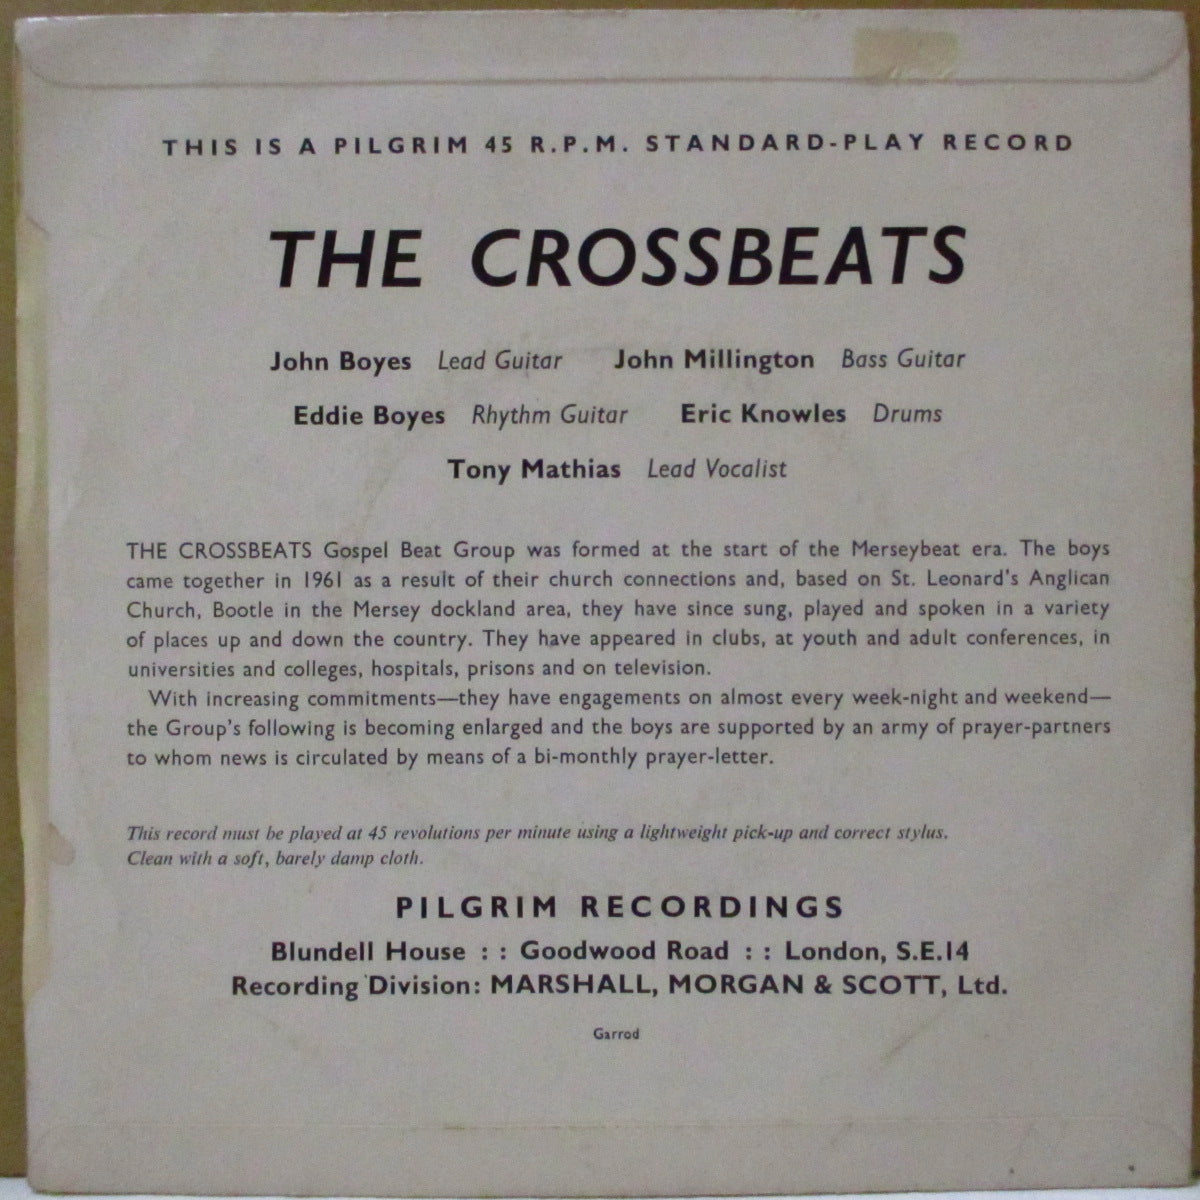 THIS IS A PILGRIM 45 R.P.M. STANDARD-PLAY RECORD
THE CROSSBEATS
John Boyes Lead Guitar John Millington Bass Guitar
Eddie Boyes Rhythm Guitar Eric Knowles Drums
Tony Mathias Lead Vocalist
THE CROSSBEATS Gospel Beat Group was formed at the start of the Merseybeat era. The boys
came together in 1961 as a result of their church connections and, based on St. Leonard's Anglican
Church, Bootle in the Mersey dockland area, they have since sung, played and spoken in a variety
of places up and down the country. They have appeared in clubs, at youth and adult conferences, in
universities and colleges, hospitals, prisons and on television.
With increasing commitments—they have engagements on almost every week-night and weekend—
the Group's following is becoming enlarged and the boys are supported by an army of prayer-partners
to whom news is circulated by means of a bi-monthly prayer-letter.
This record must be played at 45 revolutions per minute using a lightweight pick-up and correct stylus.
Clean with a soft, barely damp cloth.
PILGRIM RECORDINGS
Blundell House : : Goodwood Road : : London, S.E.14
Recording Division: MARSHALL, MORGAN & SCOTT, Ltd.
Garrod